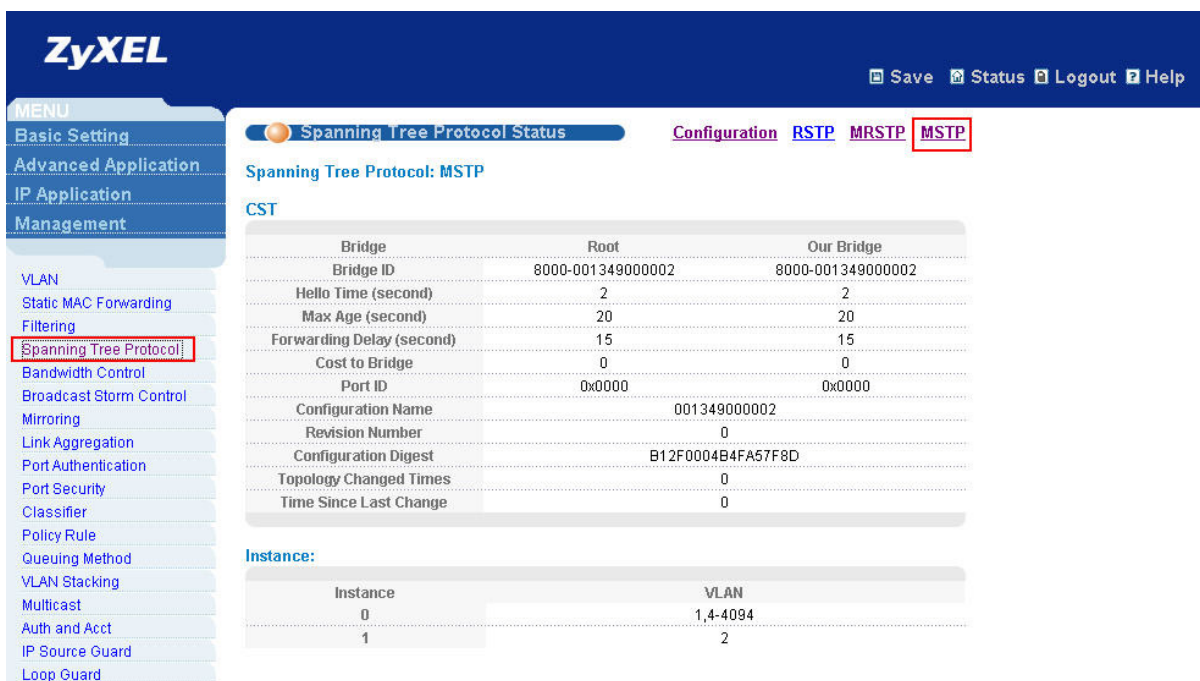 ZyXEL
Save Status Logout Help
MENU
Basic Setting
Advanced Application
IP Application
Management
VLAN
Static MAC Forwarding
Filtering
Spanning Tree Protocol
Bandwidth Control
Broadcast Storm Control
Mirroring
Link Aggregation
Port Authentication
Port Security
Classifier
Policy Rule
Queuing Method
VLAN Stacking
Multicast
Auth and Acct
IP Source Guard
Loop Guard
Spanning Tree Protocol Status Configuration RSTP MRSTP MSTP
Spanning Tree Protocol: MSTP
CST
Bridge Root Our Bridge
Bridge ID 8000-001349000002 8000-001349000002
Hello Time (second) 2 2
Max Age (second) 20 20
Forwarding Delay (second) 15 15
Cost to Bridge 0 0
Port ID 0x0000 0x0000
Configuration Name 001349000002
Revision Number 0
Configuration Digest B12F0004B4FA57F8D
Topology Changed Times 0
Time Since Last Change 0
Instance:
Instance VLAN
0 1,4-4094
1 2